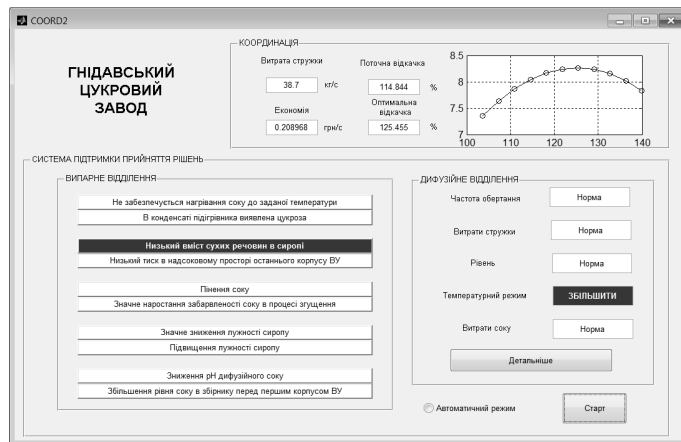 COORD2
ГНІДАВСЬКИЙ
ЦУКРОВИЙ
ЗАВОД
КООРДИНАЦІЯ
Витрата стружки
38.7 кг/с
Економія
0.208968 грн/с
Поточна відкачка
114.844 %
Оптимальна
відкачка
125.455 %
8.5
8
7.5
7
100 110 120 130 140
СИСТЕМА ПІДТРИМКИ ПРИЙНЯТТЯ РІШЕНЬ
ВИПАРНЕ ВІДДІЛЕННЯ
Не забезпечується нагрівання соку до заданої температури
В конденсаті підігрівника виявлена цукроза
Низький вміст сухих речовин в сиропі
Низький тиск в надсоковому просторі останнього корпусу ВУ
Пінення соку
Значне наростання забарвленості соку в процесі згущення
Значне зниження лужності сиропу
Підвищення лужності сиропу
Зниження рН дифузійного соку
Збільшення рівня соку в збірнику перед першим корпусом ВУ
ДИФУЗІЙНЕ ВІДДІЛЕННЯ
Частота обертання Норма
Витрати стружки Норма
Рівень Норма
Температурний режим ЗБІЛЬШИТИ
Витрати соку Норма
Детальніше
Автоматичний режим
Старт